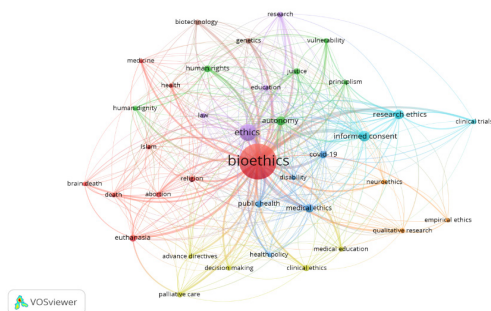 research
biotechnology
genetics
vulnerability
medicine
human rights
justice
principlism
health
education
human dignity
law
autonomy
research ethics
clinical trials
ethics
informed consent
islam
bioethics
covid-19
brain death
religion
disability
neuroethics
death
abortion
public health
medical ethics
empirical ethics
qualitative research
euthanasia
advance directives
health policy
medical education
decision making
clinical ethics
palliative care
VOSviewer